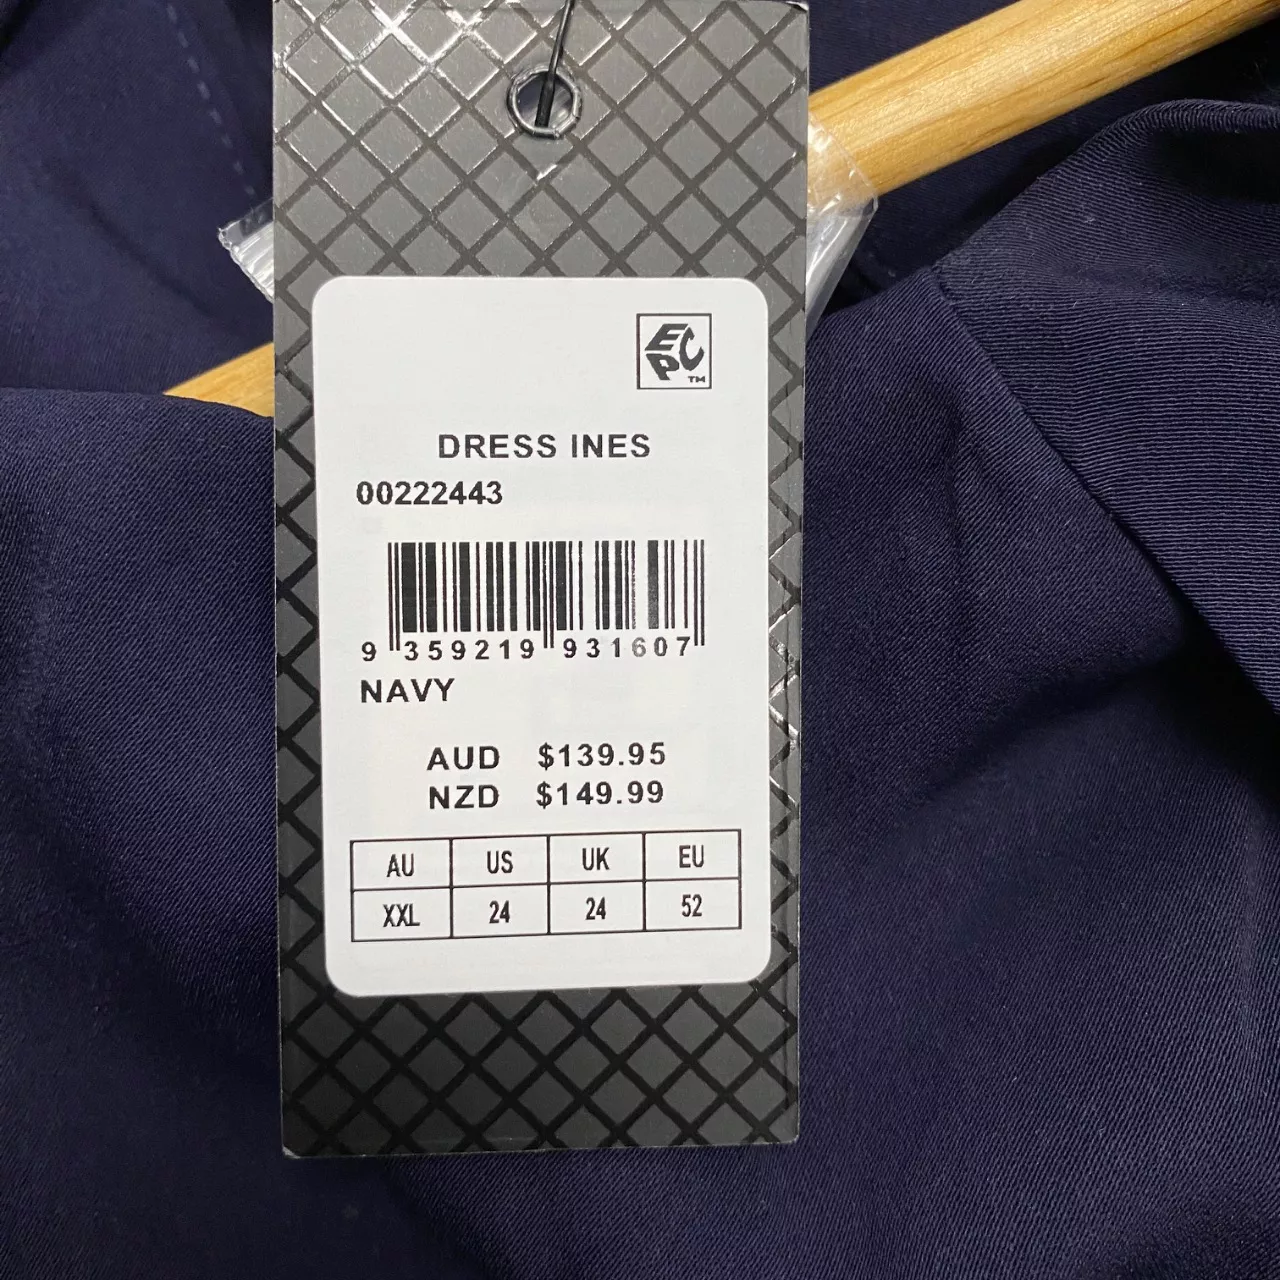 EPC™
DRESS INES
00222443
9 359219 931607
NAVY
AUD $139.95
NZD $149.99
AU US UK EU
XXL 24 24 52